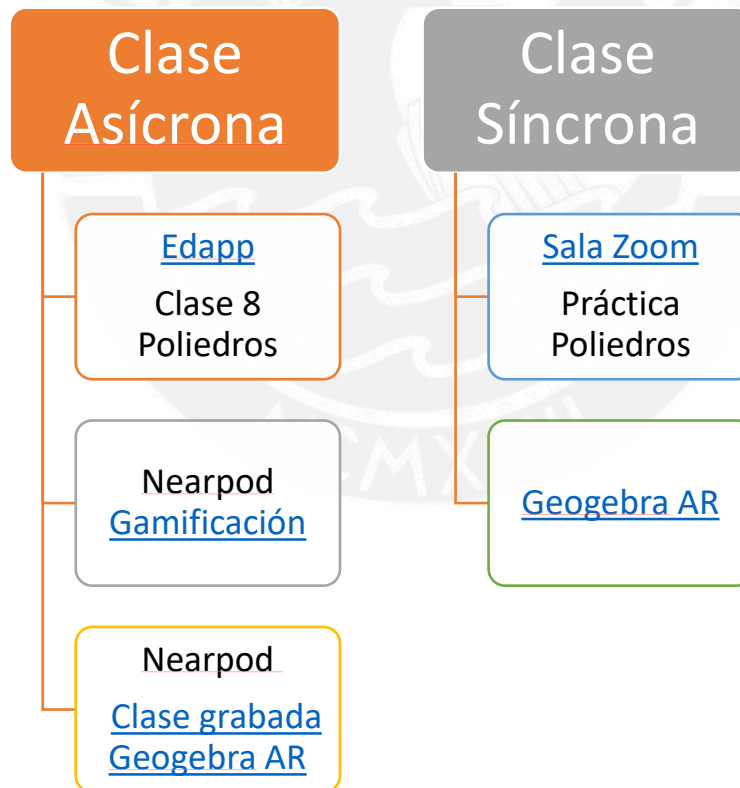 Clase
Asícrona
Edapp
Clase 8
Poliedros
Nearpod
Gamificación
Nearpod
Clase grabada
Geogebra AR
Clase
Síncrona
Sala Zoom
Práctica
Poliedros
Geogebra AR
MCMXVII